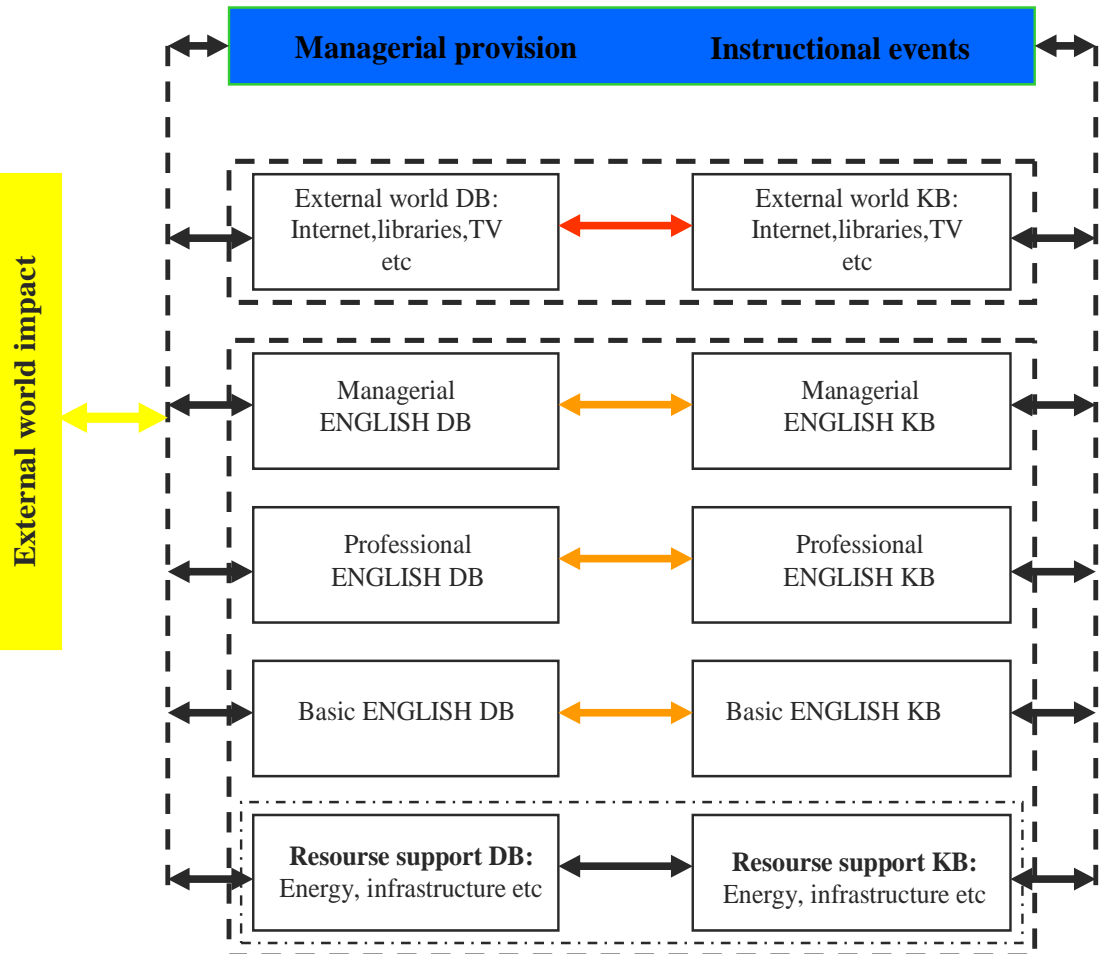 Managerial provision
Instructional events
External world impact
External world DB:
Internet,libraries,TV
etc
External world KB:
Internet,libraries,TV
etc
Managerial
ENGLISH DB
Managerial
ENGLISH KB
Professional
ENGLISH DB
Professional
ENGLISH KB
Basic ENGLISH DB
Basic ENGLISH KB
Resourse support DB:
Energy, infrastructure etc
Resourse support KB:
Energy, infrastructure etc